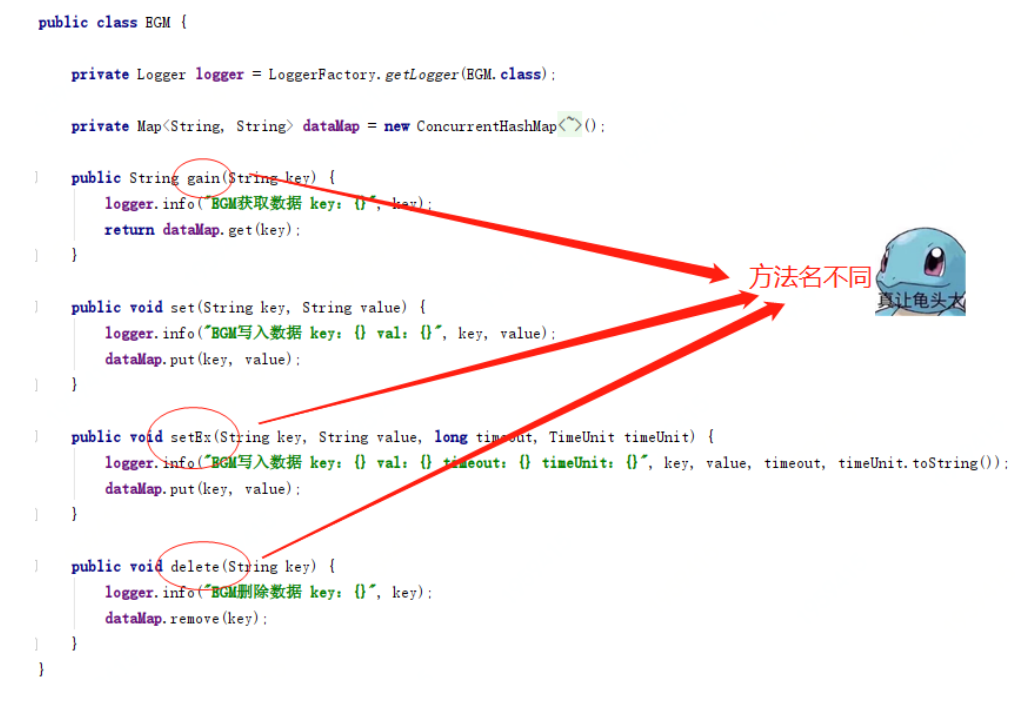 public class EGM {
private Logger logger = LoggerFactory.getLogger(EGM.class);
private Map<String, String> dataMap = new ConcurrentHashMap<~>();
public String gain(String key) {
logger.info("EGM获取数据 key: {}", key);
return dataMap.get(key);
}
public void set(String key, String value) {
logger.info("EGM写入数据 key: {} val: {}", key, value);
dataMap.put(key, value);
}
public void setEx(String key, String value, long timeout, TimeUnit timeUnit) {
logger.info("EGM写入数据 key: {} val: {} timeout: {} timeUnit: {}", key, value, timeout, timeUnit.toString());
dataMap.put(key, value);
}
public void delete(String key) {
logger.info("EGM删除数据 key: {}", key);
dataMap.remove(key);
}
}
方法名不同
真让龟头大